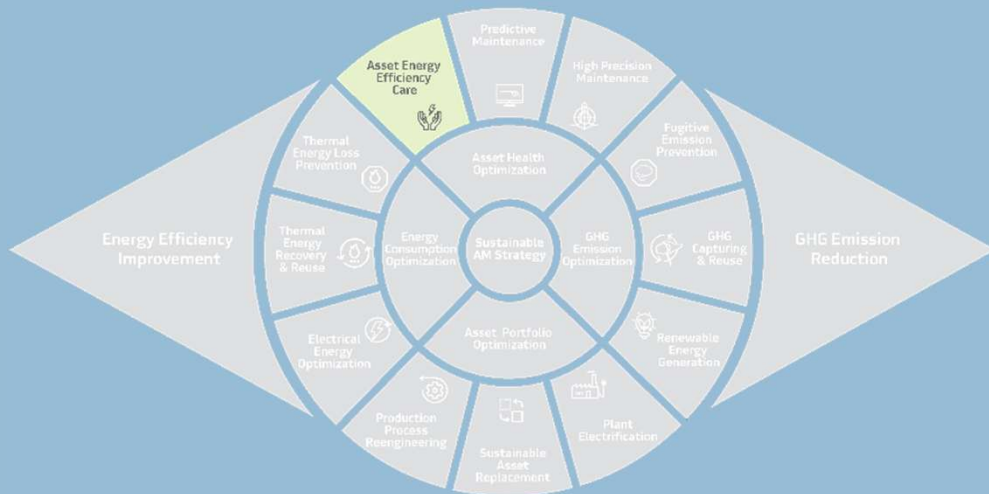 Predictive
Maintenance
Asset Energy
Efficiency
Care
High Precision
Maintenance
Thermal
Energy Loss
Prevention
Fugitive
Emission
Prevention
Asset Health
Optimization
Energy Efficiency
Improvement
Thermal
Energy
Recovery
& Reuse
Energy
Consumption
Optimization
Sustainable
AM Strategy
GHG
Emission
Optimization
GHG
Capturing
& Reuse
GHG Emission
Reduction
Electrical
Energy
Optimization
Asset Portfolio
Optimization
Renewable
Energy
Generation
Production
Process
Reengineering
Sustainable
Asset
Replacement
Plant
Electrification